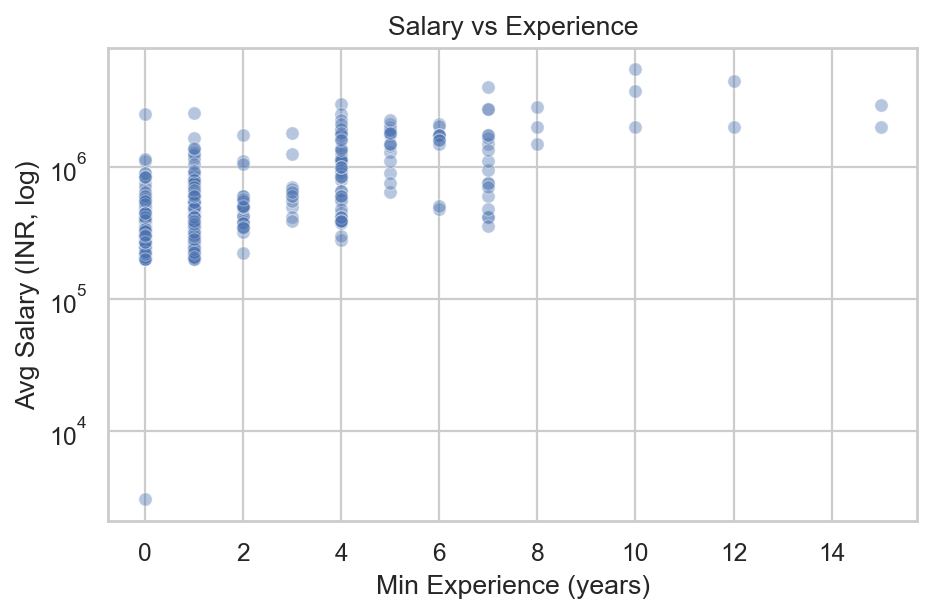 Salary vs Experience
Avg Salary (INR, log)
10^6
10^5
10^4
0 2 4 6 8 10 12 14
Min Experience (years)